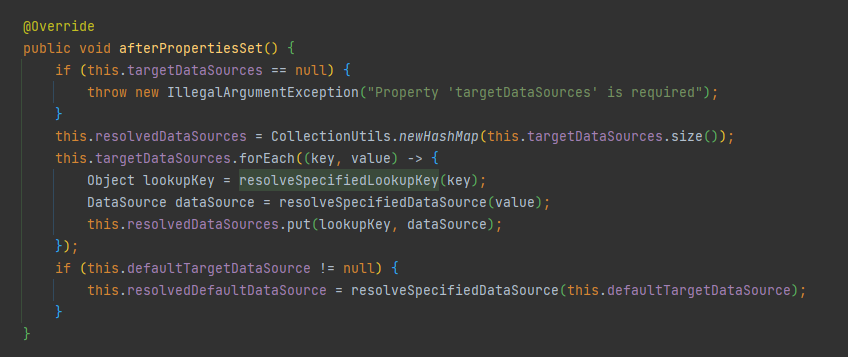 @Override
public void afterPropertiesSet() {
if (this.targetDataSources == null) {
throw new IllegalArgumentException("Property 'targetDataSources' is required");
}
this.resolvedDataSources = CollectionUtils.newHashMap(this.targetDataSources.size());
this.targetDataSources.forEach((key, value) -> {
Object lookupKey = resolveSpecifiedLookupKey(key);
DataSource dataSource = resolveSpecifiedDataSource(value);
this.resolvedDataSources.put(lookupKey, dataSource);
});
if (this.defaultTargetDataSource != null) {
this.resolvedDefaultDataSource = resolveSpecifiedDataSource(this.defaultTargetDataSource);
}
}